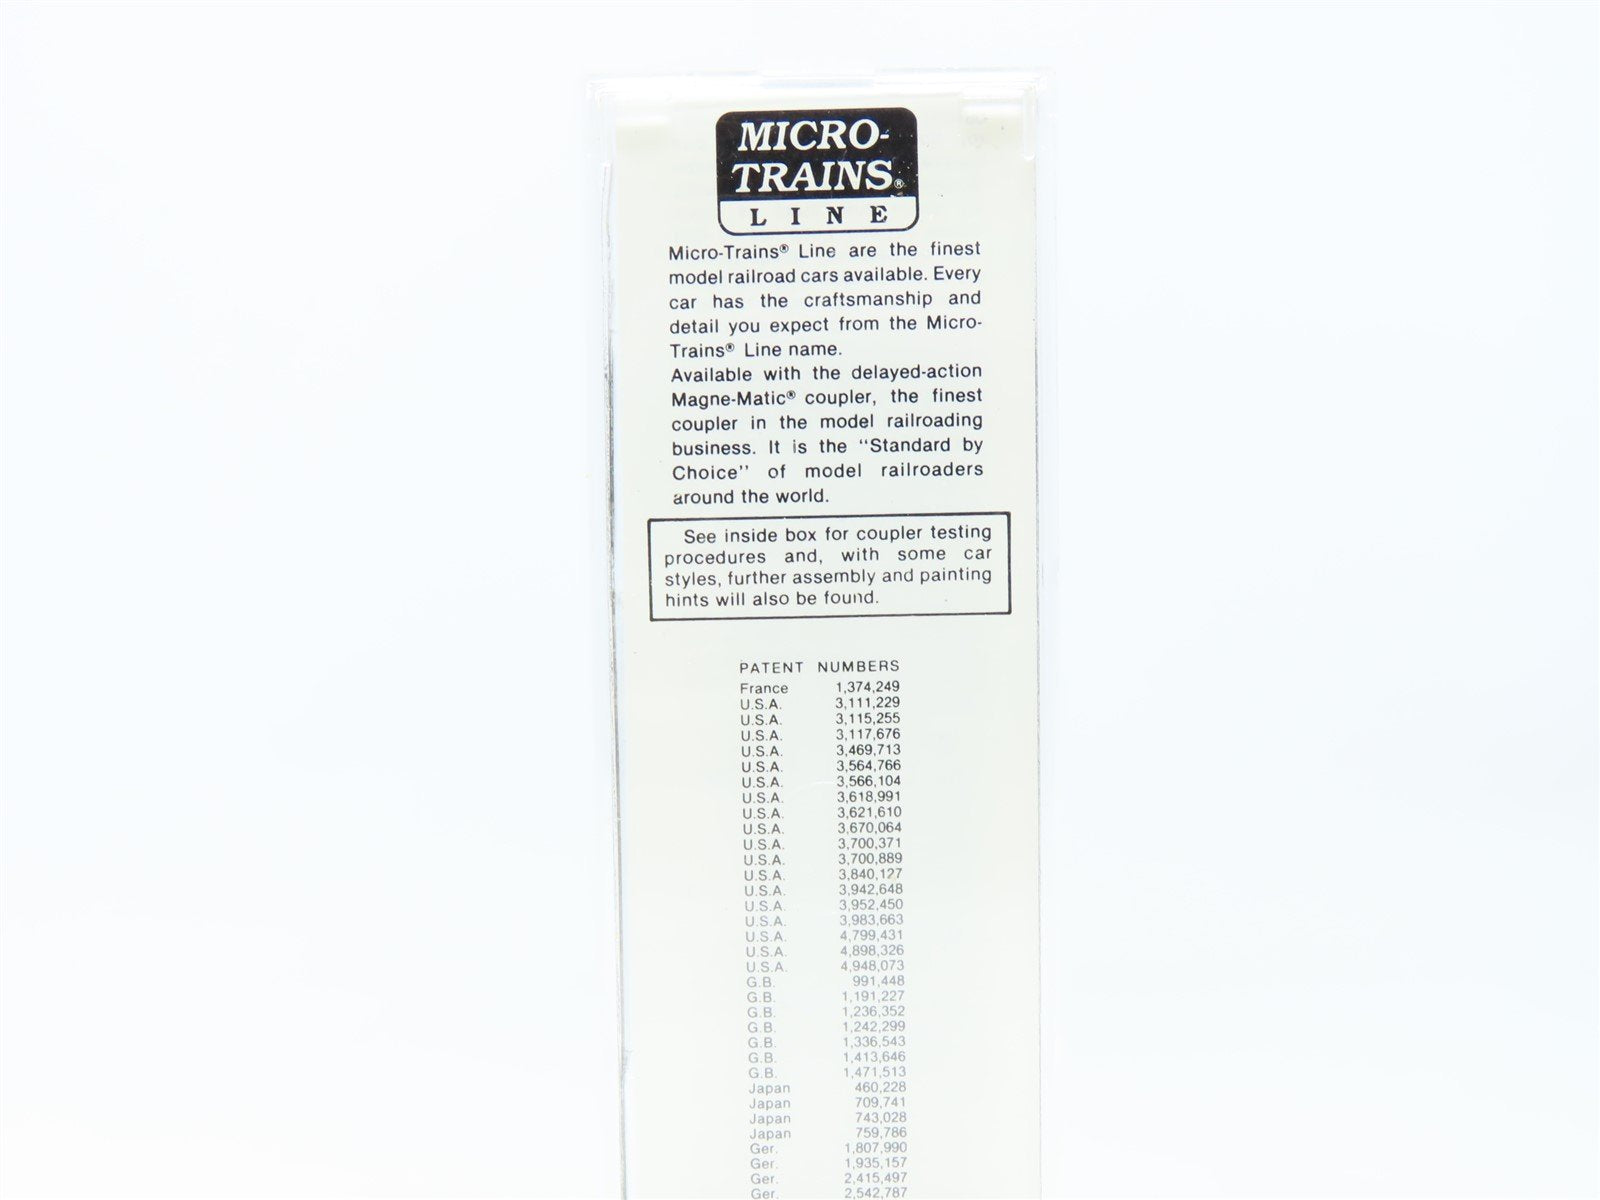 MICRO-
TRAINS®
LINE
Micro-Trains® Line are the finest
model railroad cars available. Every
car has the craftsmanship and
detail you expect from the Micro-
Trains® Line name.
Available with the delayed-action
Magne-Matic® coupler, the finest
coupler in the model railroading
business. It is the “Standard by
Choice” of model railroaders
around the world.
See inside box for coupler testing
procedures and, with some car
styles, further assembly and painting
hints will also be found.
PATENT NUMBERS
France 1,374,249
U.S.A. 3,111,229
U.S.A. 3,115,255
U.S.A. 3,117,676
U.S.A. 3,469,713
U.S.A. 3,564,766
U.S.A. 3,566,104
U.S.A. 3,618,991
U.S.A. 3,621,610
U.S.A. 3,670,064
U.S.A. 3,700,371
U.S.A. 3,700,889
U.S.A. 3,840,127
U.S.A. 3,942,648
U.S.A. 3,952,450
U.S.A. 3,983,663
U.S.A. 4,799,431
U.S.A. 4,898,326
U.S.A. 4,948,073
G.B. 991,448
G.B. 1,191,227
G.B. 1,236,352
G.B. 1,242,299
G.B. 1,336,543
G.B. 1,413,646
G.B. 1,471,513
Japan 460,228
Japan 709,741
Japan 743,028
Japan 759,786
Ger. 1,807,990
Ger. 1,935,157
Ger. 2,415,497
Ger. 2,542,787